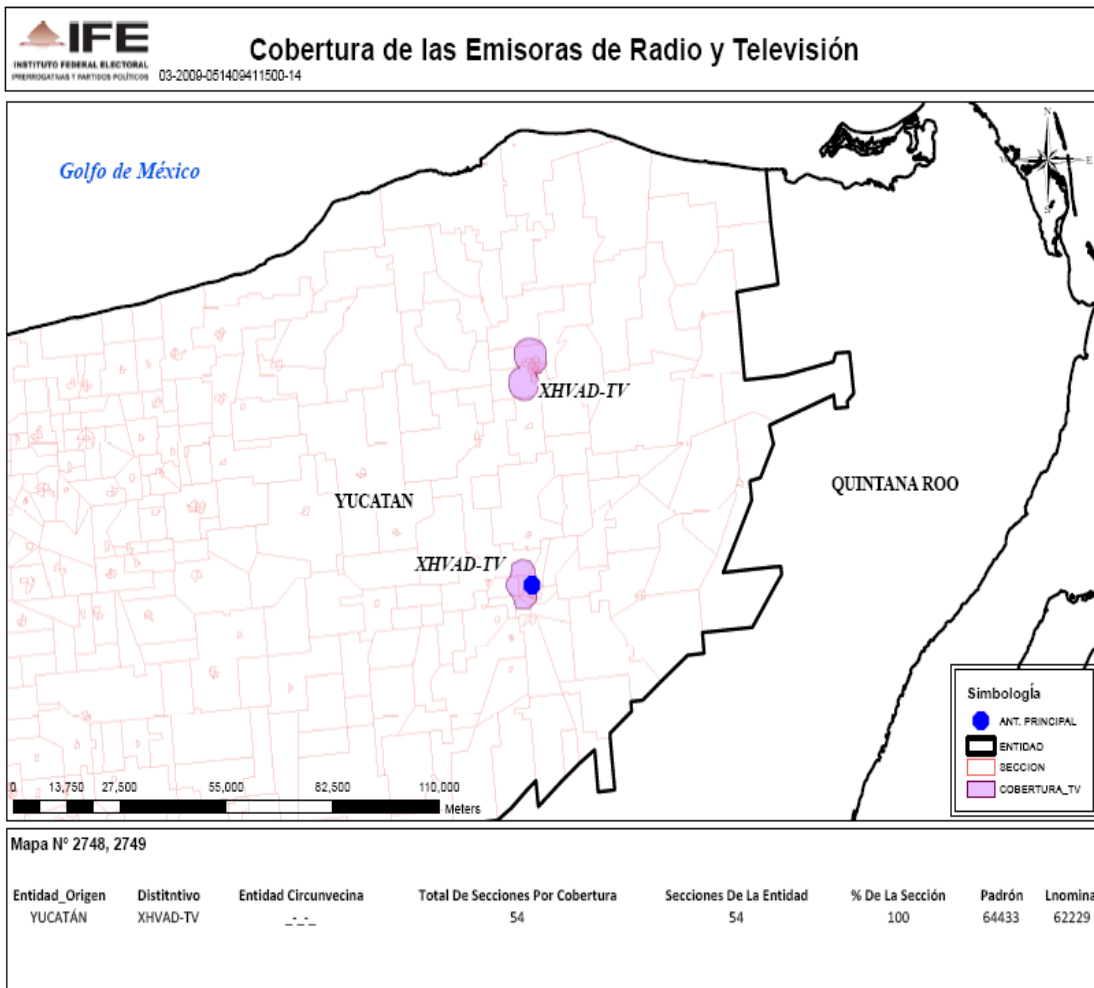 IFE
INSTITUTO FEDERAL ELECTORAL
PRERROGATIVAS Y PARTIDOS POLÍTICOS
Cobertura de las Emisoras de Radio y Televisión
03-2009-051409411500-14
Golfo de México
N
W
E
S
XHVAD-TV
YUCATAN
QUINTANA ROO
XHVAD-TV
Simbología
ANT. PRINCIPAL
ENTIDAD
SECCION
COBERTURA_TV
0 13,750 27,500 55,000 82,500 110,000
Meters
Mapa N° 2748, 2749
Entidad_Origen Distitntivo Entidad Circunvecina Total De Secciones Por Cobertura Secciones De La Entidad % De La Sección Padrón Lnomina
YUCATÁN XHVAD-TV _-_-_ 54 54 100 64433 62229